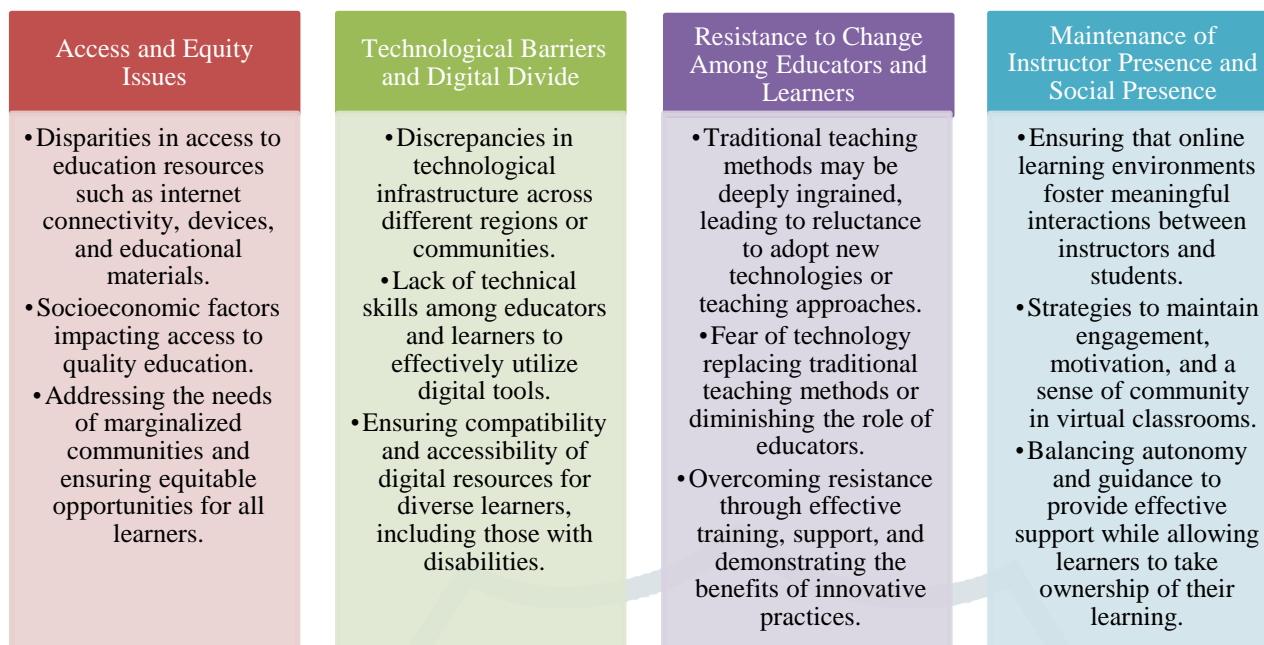 Access and Equity
Issues
•Disparities in access to
education resources
such as internet
connectivity, devices,
and educational
materials.
•Socioeconomic factors
impacting access to
quality education.
•Addressing the needs
of marginalized
communities and
ensuring equitable
opportunities for all
learners.
Technological Barriers
and Digital Divide
•Discrepancies in
technological
infrastructure across
different regions or
communities.
•Lack of technical
skills among educators
and learners to
effectively utilize
digital tools.
•Ensuring compatibility
and accessibility of
digital resources for
diverse learners,
including those with
disabilities.
Resistance to Change
Among Educators and
Learners
•Traditional teaching
methods may be
deeply ingrained,
leading to reluctance
to adopt new
technologies or
teaching approaches.
•Fear of technology
replacing traditional
teaching methods or
diminishing the role of
educators.
•Overcoming resistance
through effective
training, support, and
demonstrating the
benefits of innovative
practices.
Maintenance of
Instructor Presence and
Social Presence
•Ensuring that online
learning environments
foster meaningful
interactions between
instructors and
students.
•Strategies to maintain
engagement,
motivation, and a
sense of community
in virtual classrooms.
•Balancing autonomy
and guidance to
provide effective
support while allowing
learners to take
ownership of their
learning.